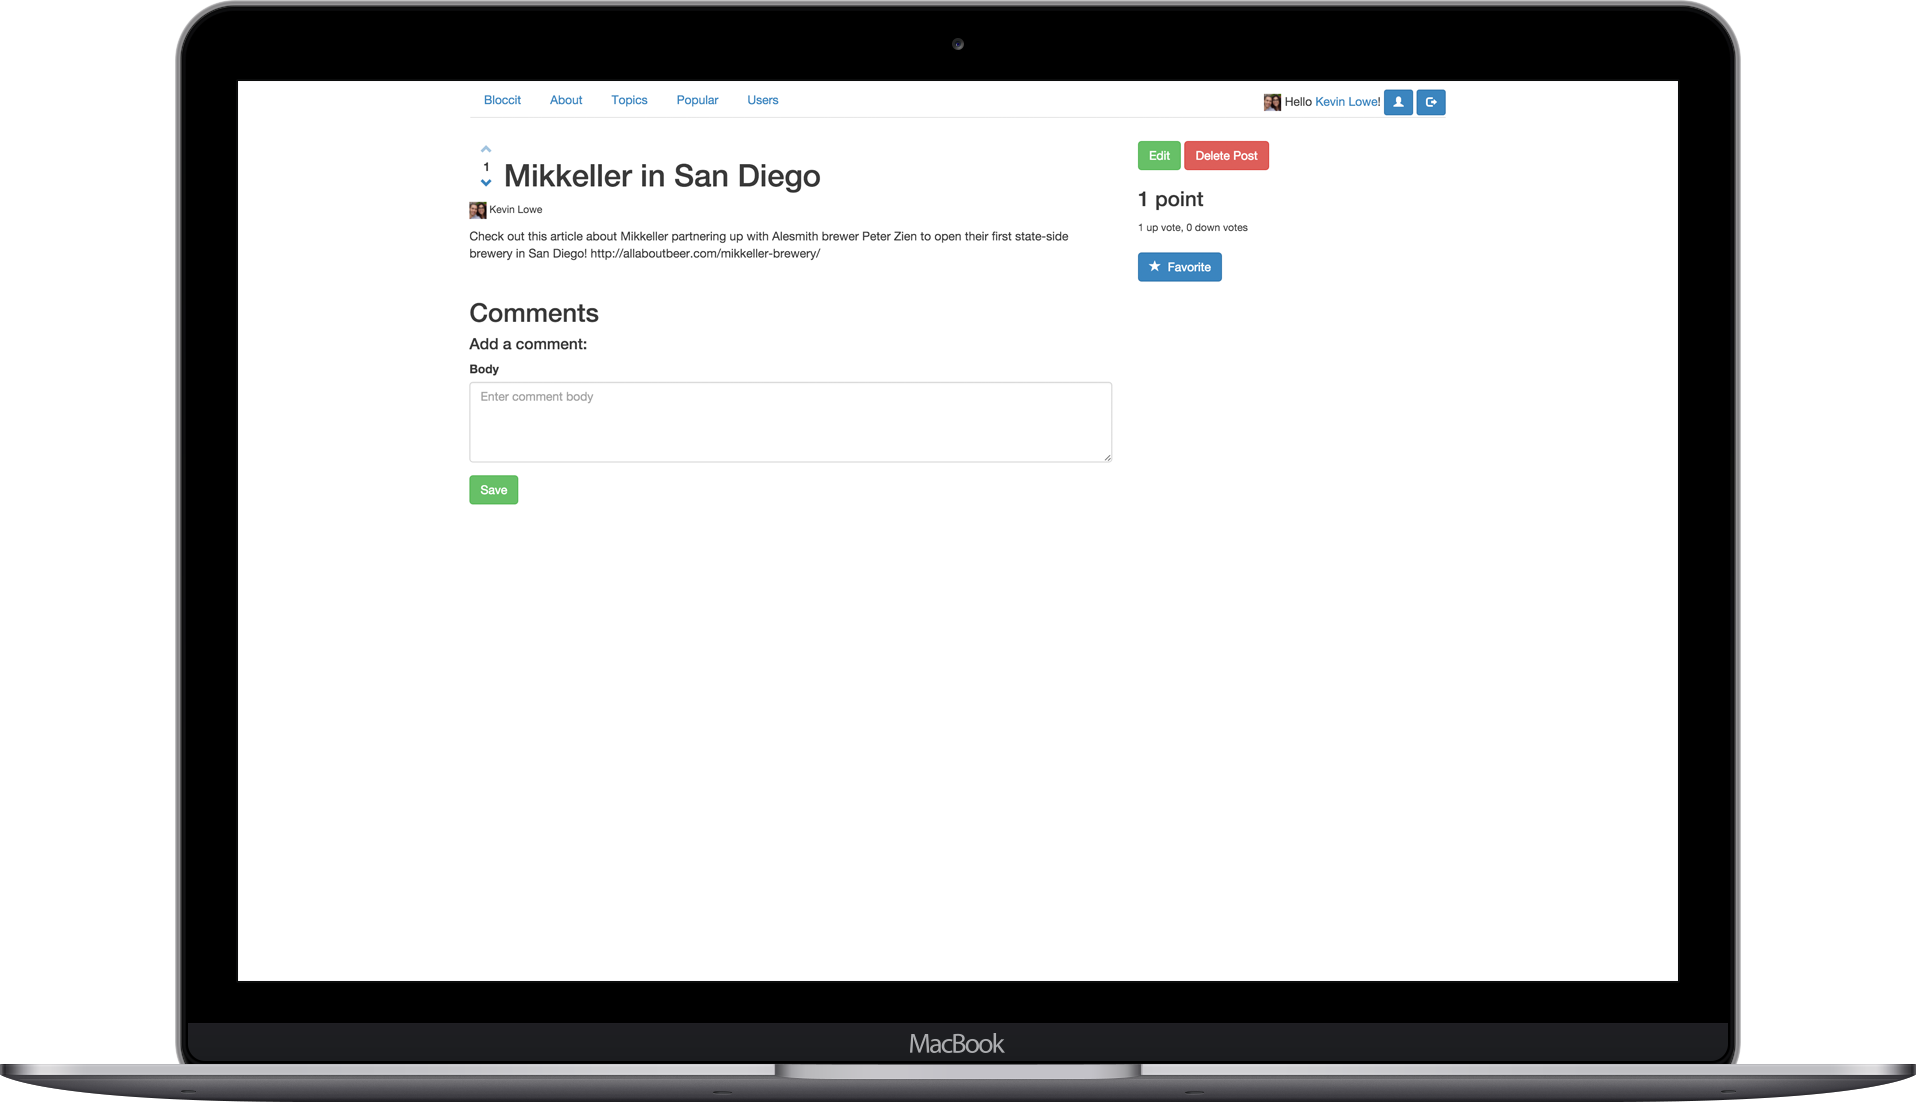 Bloccit About Topics Popular Users Hello Kevin Lowe!
1
Mikkeller in San Diego
Kevin Lowe
Check out this article about Mikkeller partnering up with Alesmith brewer Peter Zien to open their first state-side
brewery in San Diego! http://allaboutbeer.com/mikkeller-brewery/
Edit Delete Post
1 point
1 up vote, 0 down votes
Favorite
Comments
Add a comment:
Body
Enter comment body
Save
MacBook